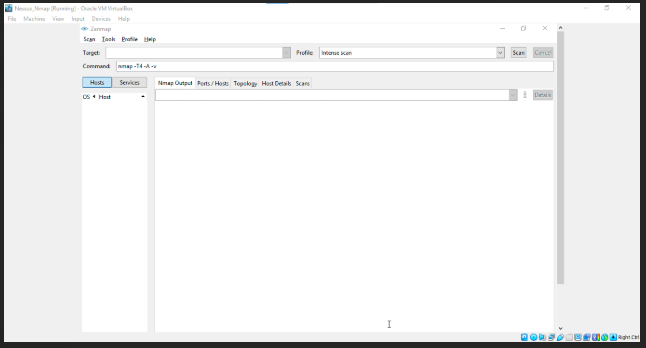 Nessus_Nmap [Running] - Oracle VM VirtualBox
File Machine View Input Devices Help
Zenmap
Scan Tools Profile Help
Target: Profile: Intense scan Scan Cancel
Command: nmap -T4 -A -v
Hosts Services Nmap Output Ports / Hosts Topology Host Details Scans
OS Host Details
Right Ctrl